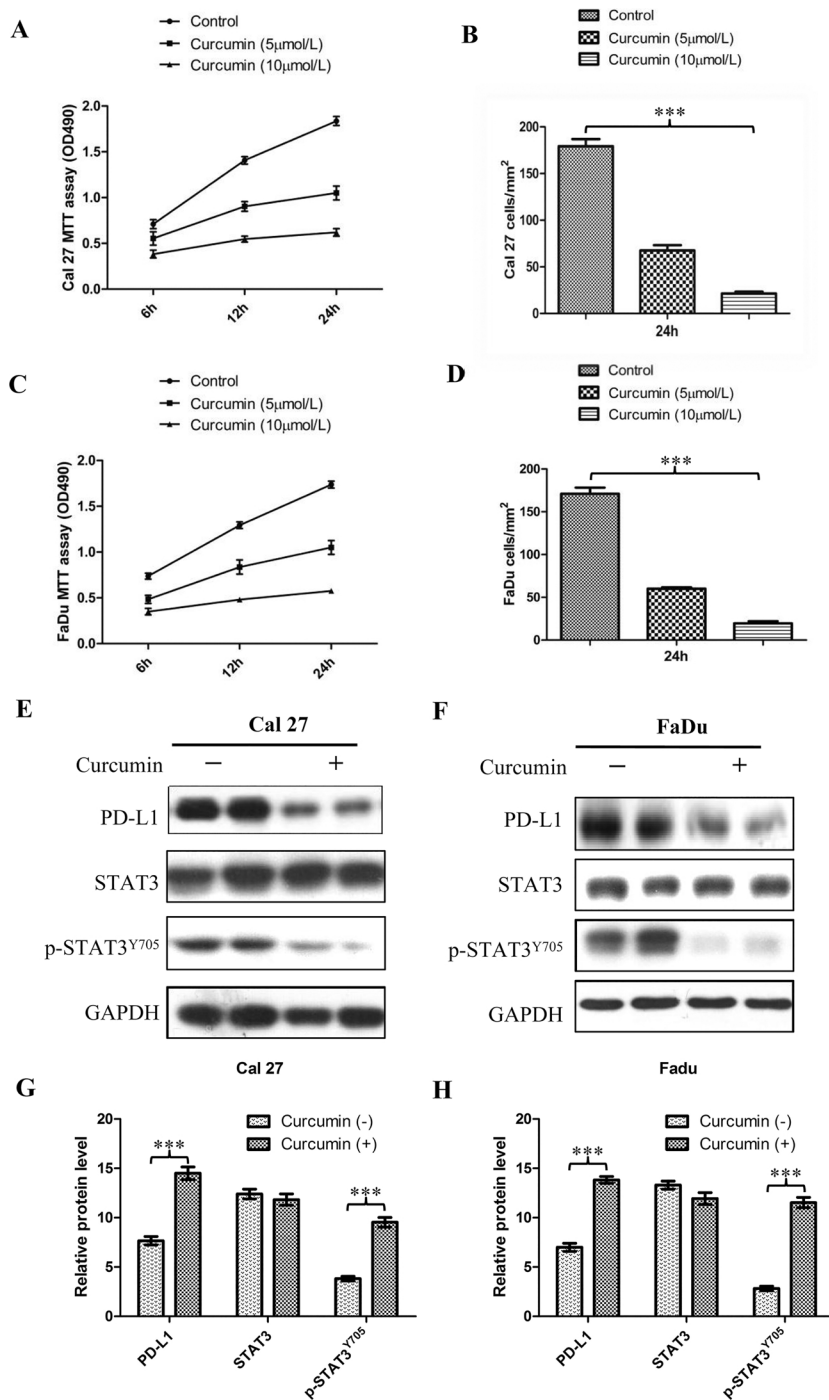 A
Control
Curcumin (5μmol/L)
Curcumin (10μmol/L)
Cal 27 MTT assay (OD490)
2.0
1.5
1.0
0.5
0.0
6h
12h
24h
B
Control
Curcumin (5μmol/L)
Curcumin (10μmol/L)
***
Cal 27 cells/mm²
200
150
100
50
0
24h
C
Control
Curcumin (5μmol/L)
Curcumin (10μmol/L)
FaDu MTT assay (OD490)
2.0
1.5
1.0
0.5
0.0
6h
12h
24h
D
Control
Curcumin (5μmol/L)
Curcumin (10μmol/L)
***
FaDu cells/mm²
200
150
100
50
0
24h
E
Cal 27
Curcumin − +
PD-L1
STAT3
p-STAT3Y705
GAPDH
F
FaDu
Curcumin − +
PD-L1
STAT3
p-STAT3Y705
GAPDH
G
Cal 27
Curcumin (-)
Curcumin (+)
***
***
Relative protein level
20
15
10
5
0
PD-L1
STAT3
p-STAT3Y705
H
Fadu
Curcumin (-)
Curcumin (+)
***
***
Relative protein level
20
15
10
5
0
PD-L1
STAT3
p-STAT3Y705